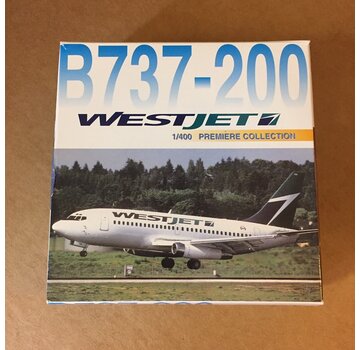 B737-200
WESTJET
1/400 PREMIERE COLLECTION
WESTJET